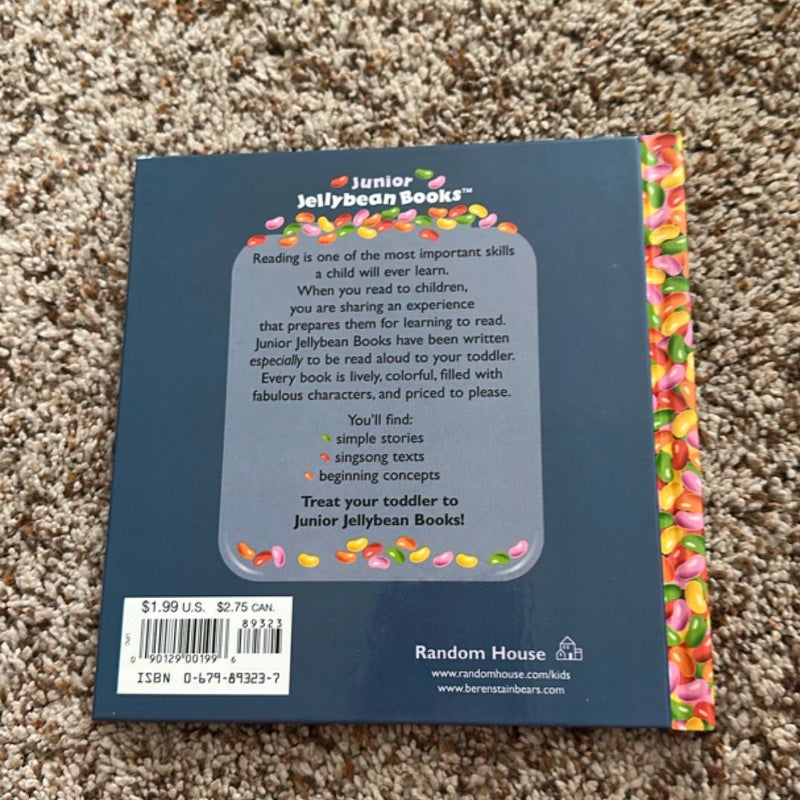 Junior
Jellybean Books™
Reading is one of the most important skills
a child will ever learn.
When you read to children,
you are sharing an experience
that prepares them for learning to read.
Junior Jellybean Books have been written
especially to be read aloud to your toddler.
Every book is lively, colorful, filled with
fabulous characters, and priced to please.
You'll find:
simple stories
singsong texts
beginning concepts
Treat your toddler to
Junior Jellybean Books!
$1.99 U.S. $2.75 CAN.
89323
UPC
0 90129 00199 6
ISBN 0-679-89323-7
Random House
www.randomhouse.com/kids
www.berenstainbears.com